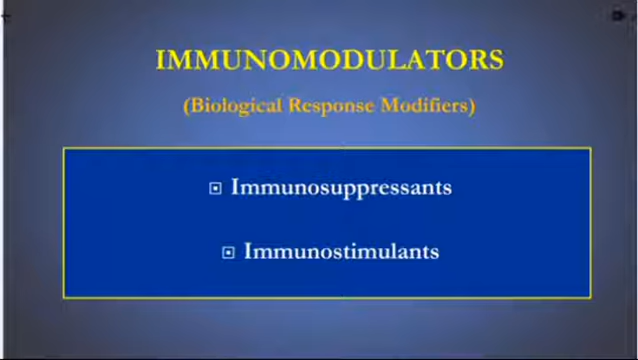 IMMUNOMODULATORS
(Biological Response Modifiers)
Immunosuppressants
Immunostimulants